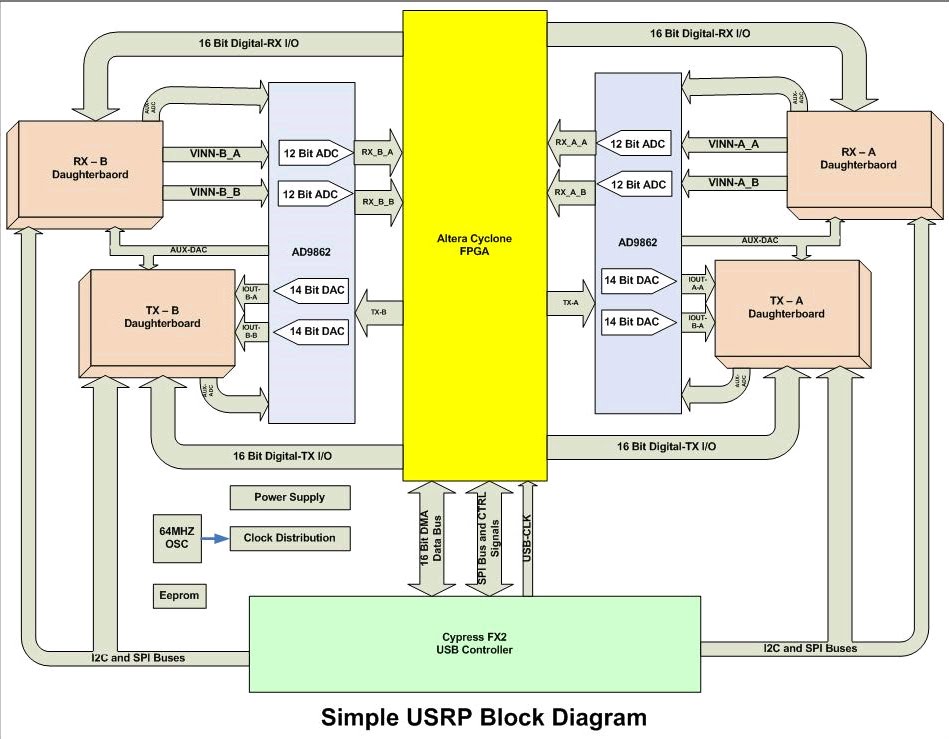 16 Bit Digital-RX I/O
16 Bit Digital-RX I/O
AUX-
ADC
AUX-
ADC
RX – B
Daughterbaord
RX – A
Daughterbaord
VINN-B_A
VINN-B_B
12 Bit ADC
12 Bit ADC
RX_B_A
RX_B_B
RX_A_A
RX_A_B
12 Bit ADC
12 Bit ADC
VINN-A_A
VINN-A_B
Altera Cyclone
FPGA
AUX-DAC
AD9862
AD9862
AUX-DAC
TX – B
Daughterboard
IOUT-
B-A
IOUT-
B-B
14 Bit DAC
14 Bit DAC
TX-B
TX-A
14 Bit DAC
14 Bit DAC
IOUT-
A-A
IOUT-
B-A
TX – A
Daughterboard
AUX-
ADC
AUX-
ADC
16 Bit Digital-TX I/O
16 Bit Digital-TX I/O
Power Supply
64MHZ
OSC
Clock Distribution
Eeprom
16 Bit DMA
Data Bus
SPI Bus and CTRL
Signals
USB-CLK
Cypress FX2
USB Controller
I2C and SPI Buses
I2C and SPI Buses
Simple USRP Block Diagram